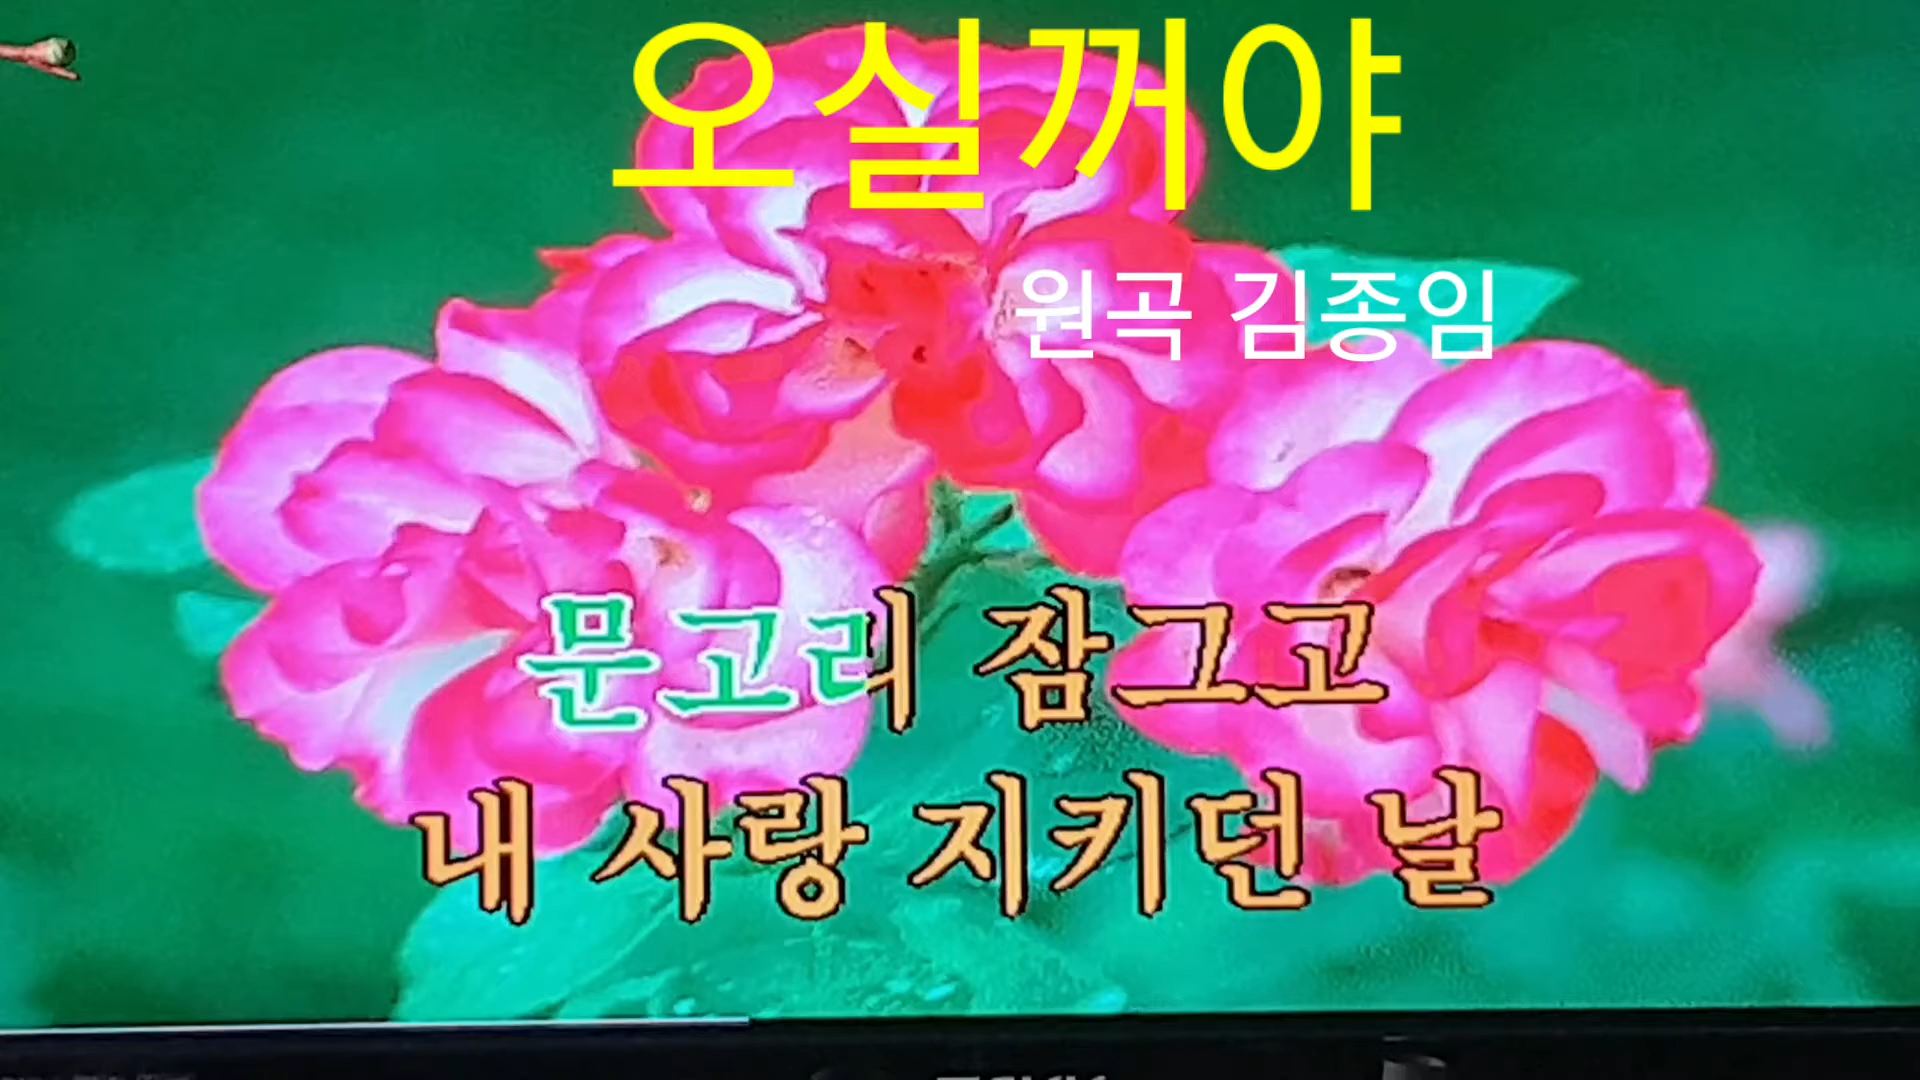 오실꺼야
원곡 김종임
문고리 잠그고
내 사랑 지키던 날